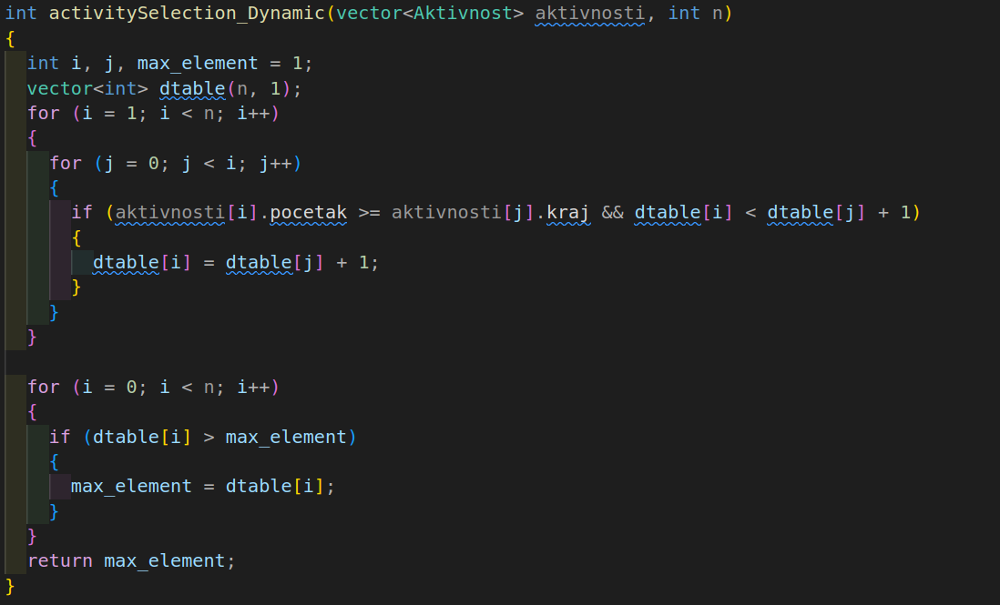 int activitySelection_Dynamic(vector<Aktivnost> aktivnosti, int n)
{
int i, j, max_element = 1;
vector<int> dtable(n, 1);
for (i = 1; i < n; i++)
{
for (j = 0; j < i; j++)
{
if (aktivnosti[i].pocetak >= aktivnosti[j].kraj && dtable[i] < dtable[j] + 1)
{
dtable[i] = dtable[j] + 1;
}
}
}
for (i = 0; i < n; i++)
{
if (dtable[i] > max_element)
{
max_element = dtable[i];
}
}
return max_element;
}